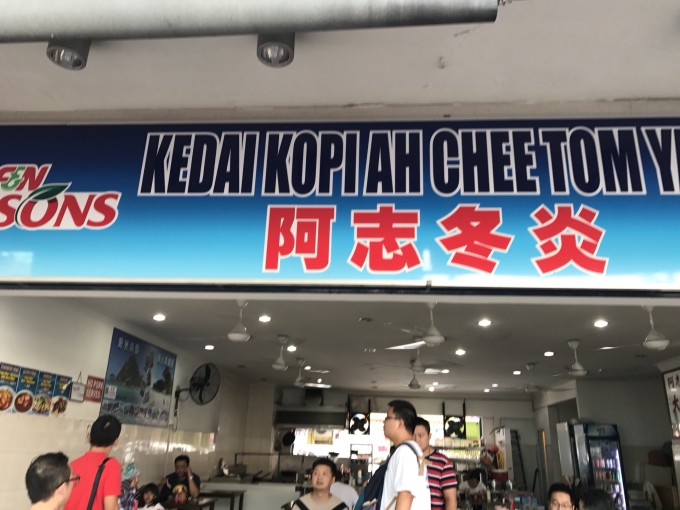 F&N
SONS
KEDAI KOPI AH CHEE TOM Y
阿志冬炎